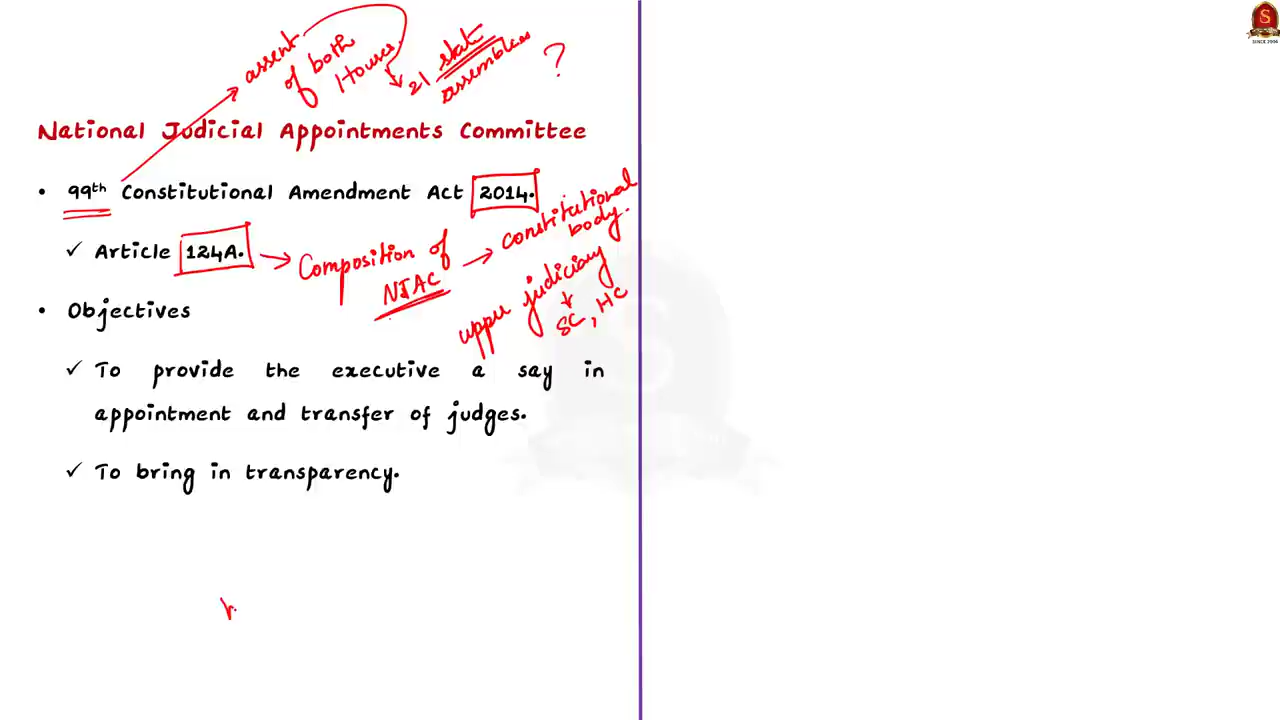 assent
of both
Houses.
21 state
assemblies ?
National Judicial Appointments Committee
• 99th Constitutional Amendment Act 2014.
✓ Article 124A.
Composition of
NJAC
constitutional
body.
upper judiciary
SC, HC
• Objectives
✓ To provide the executive a say in
appointment and transfer of judges.
✓ To bring in transparency.
S
SINCE 2004